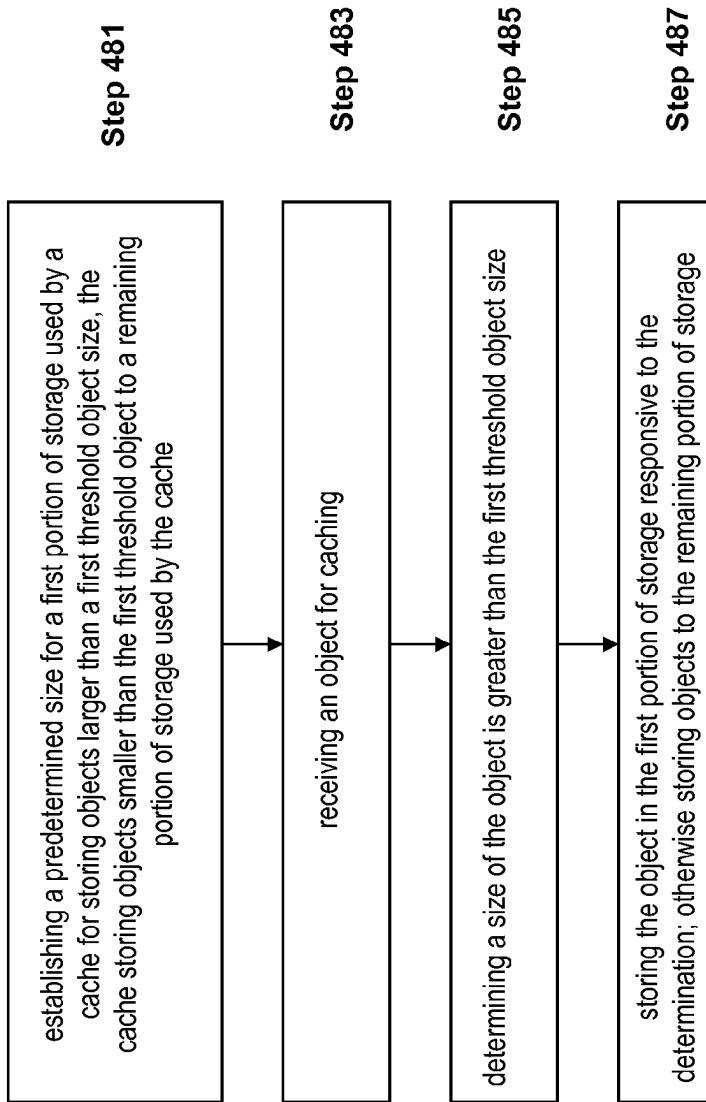 establishing a predetermined size for a first portion of storage used by a
cache for storing objects larger than a first threshold object size, the
cache storing objects smaller than the first threshold object to a remaining
portion of storage used by the cache
Step 481
receiving an object for caching
Step 483
determining a size of the object is greater than the first threshold object size
Step 485
storing the object in the first portion of storage responsive to the
determination; otherwise storing objects to the remaining portion of storage
Step 487